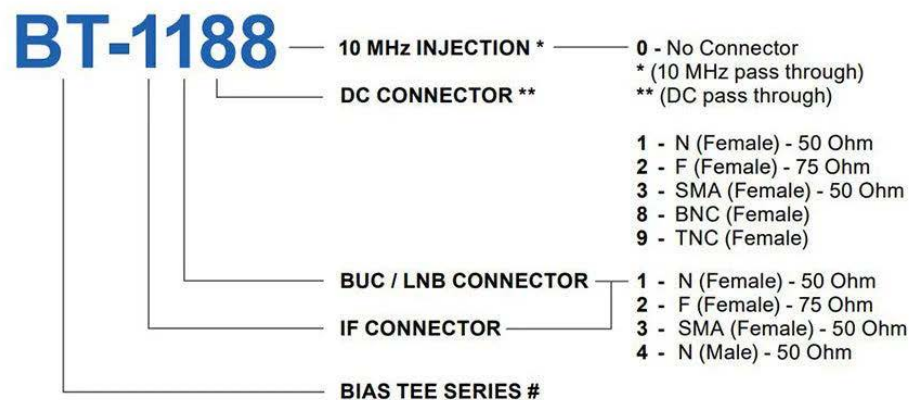 BT-1188
10 MHz INJECTION *
0 - No Connector
* (10 MHz pass through)
DC CONNECTOR **
** (DC pass through)
1 - N (Female) - 50 Ohm
2 - F (Female) - 75 Ohm
3 - SMA (Female) - 50 Ohm
8 - BNC (Female)
9 - TNC (Female)
BUC / LNB CONNECTOR
1 - N (Female) - 50 Ohm
2 - F (Female) - 75 Ohm
IF CONNECTOR
3 - SMA (Female) - 50 Ohm
4 - N (Male) - 50 Ohm
BIAS TEE SERIES #